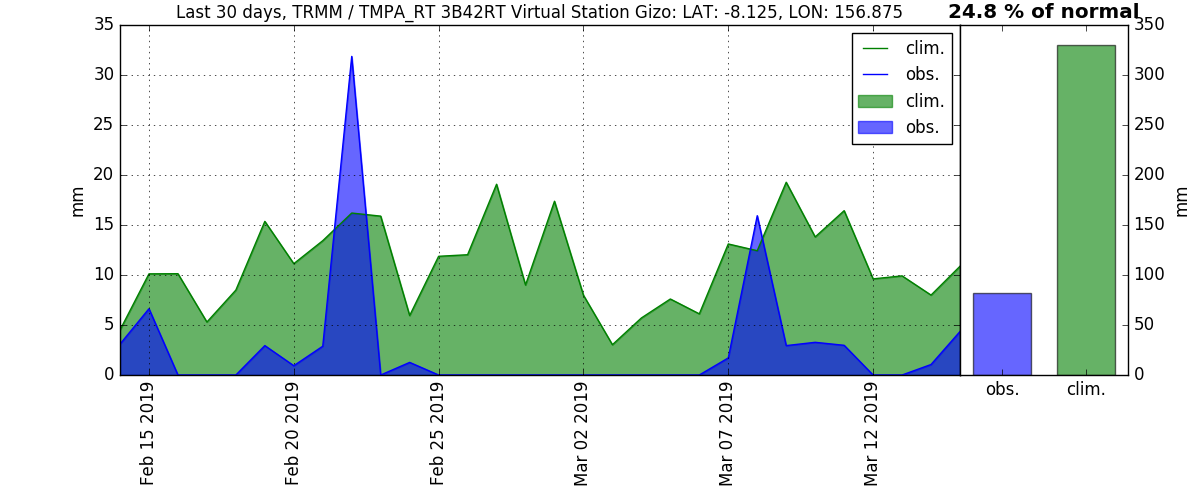 Last 30 days, TRMM / TMPA_RT 3B42RT Virtual Station Gizo: LAT: -8.125, LON: 156.875
24.8 % of normal
35
30
25
20
15
10
5
0
mm
clim.
obs.
clim.
obs.
Feb 15 2019
Feb 20 2019
Feb 25 2019
Mar 02 2019
Mar 07 2019
Mar 12 2019
350
300
250
200
150
100
50
0
mm
obs.
clim.